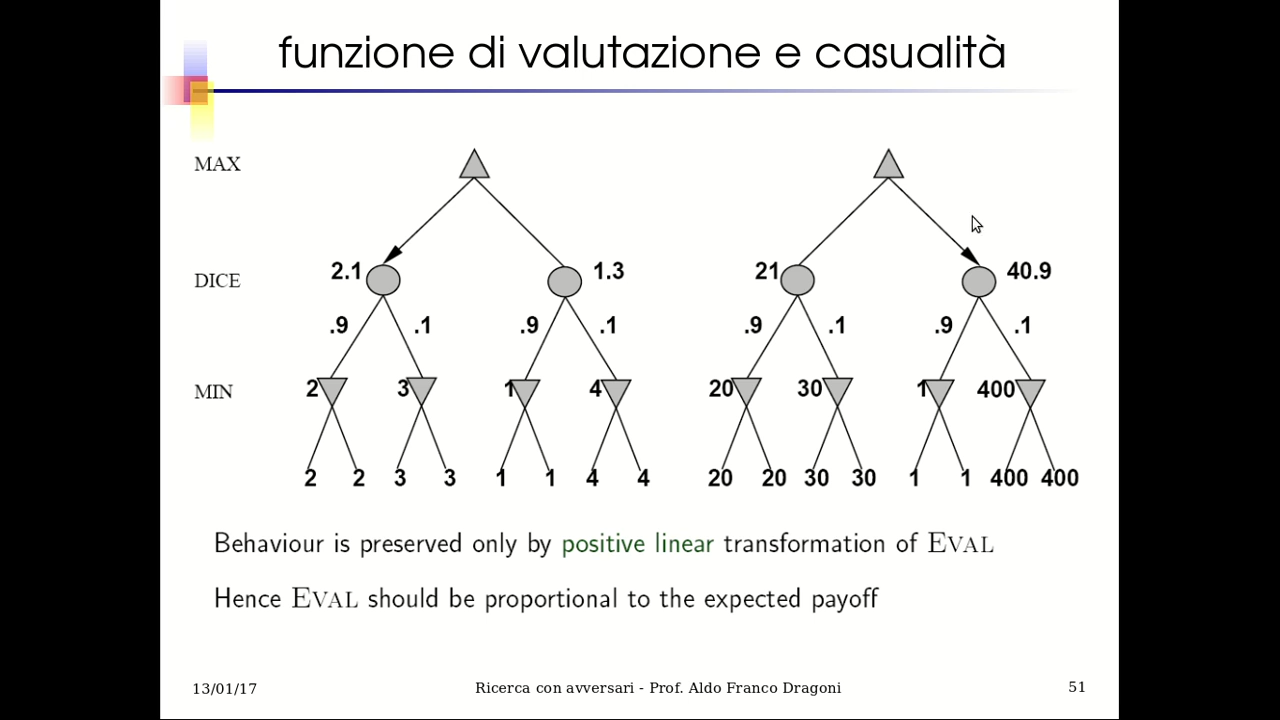 funzione di valutazione e casualità
MAX
DICE 2.1 1.3 21 40.9
.9 .1 .9 .1 .9 .1 .9 .1
MIN 2 3 1 4 20 30 1 400
2 2 3 3 1 1 4 4 20 20 30 30 1 1 400 400
Behaviour is preserved only by positive linear transformation of EVAL
Hence EVAL should be proportional to the expected payoff
13/01/17 Ricerca con avversari - Prof. Aldo Franco Dragoni 51